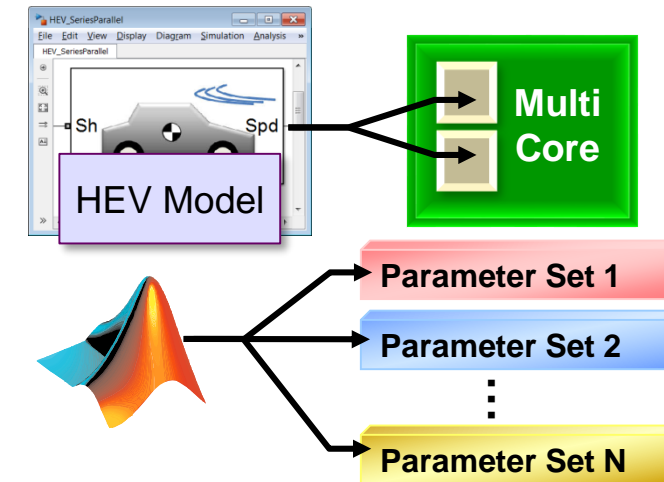 HEV_SeriesParallel
File Edit View Display Diagram Simulation Analysis »
HEV_SeriesParallel
Sh
Spd
HEV Model
»
Multi
Core
Parameter Set 1
Parameter Set 2
⋮
Parameter Set N